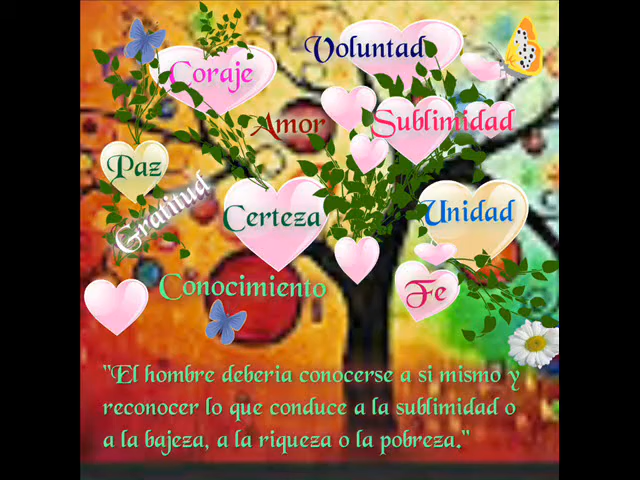 Voluntad
Coraje
Amor
Sublimidad
Paz
Gratitud
Certeza
Unidad
Conocimiento
Fe
"El hombre deberia conocerse a si mismo y
reconocer lo que conduce a la sublimidad o
a la bajeza, a la riqueza o la pobreza."